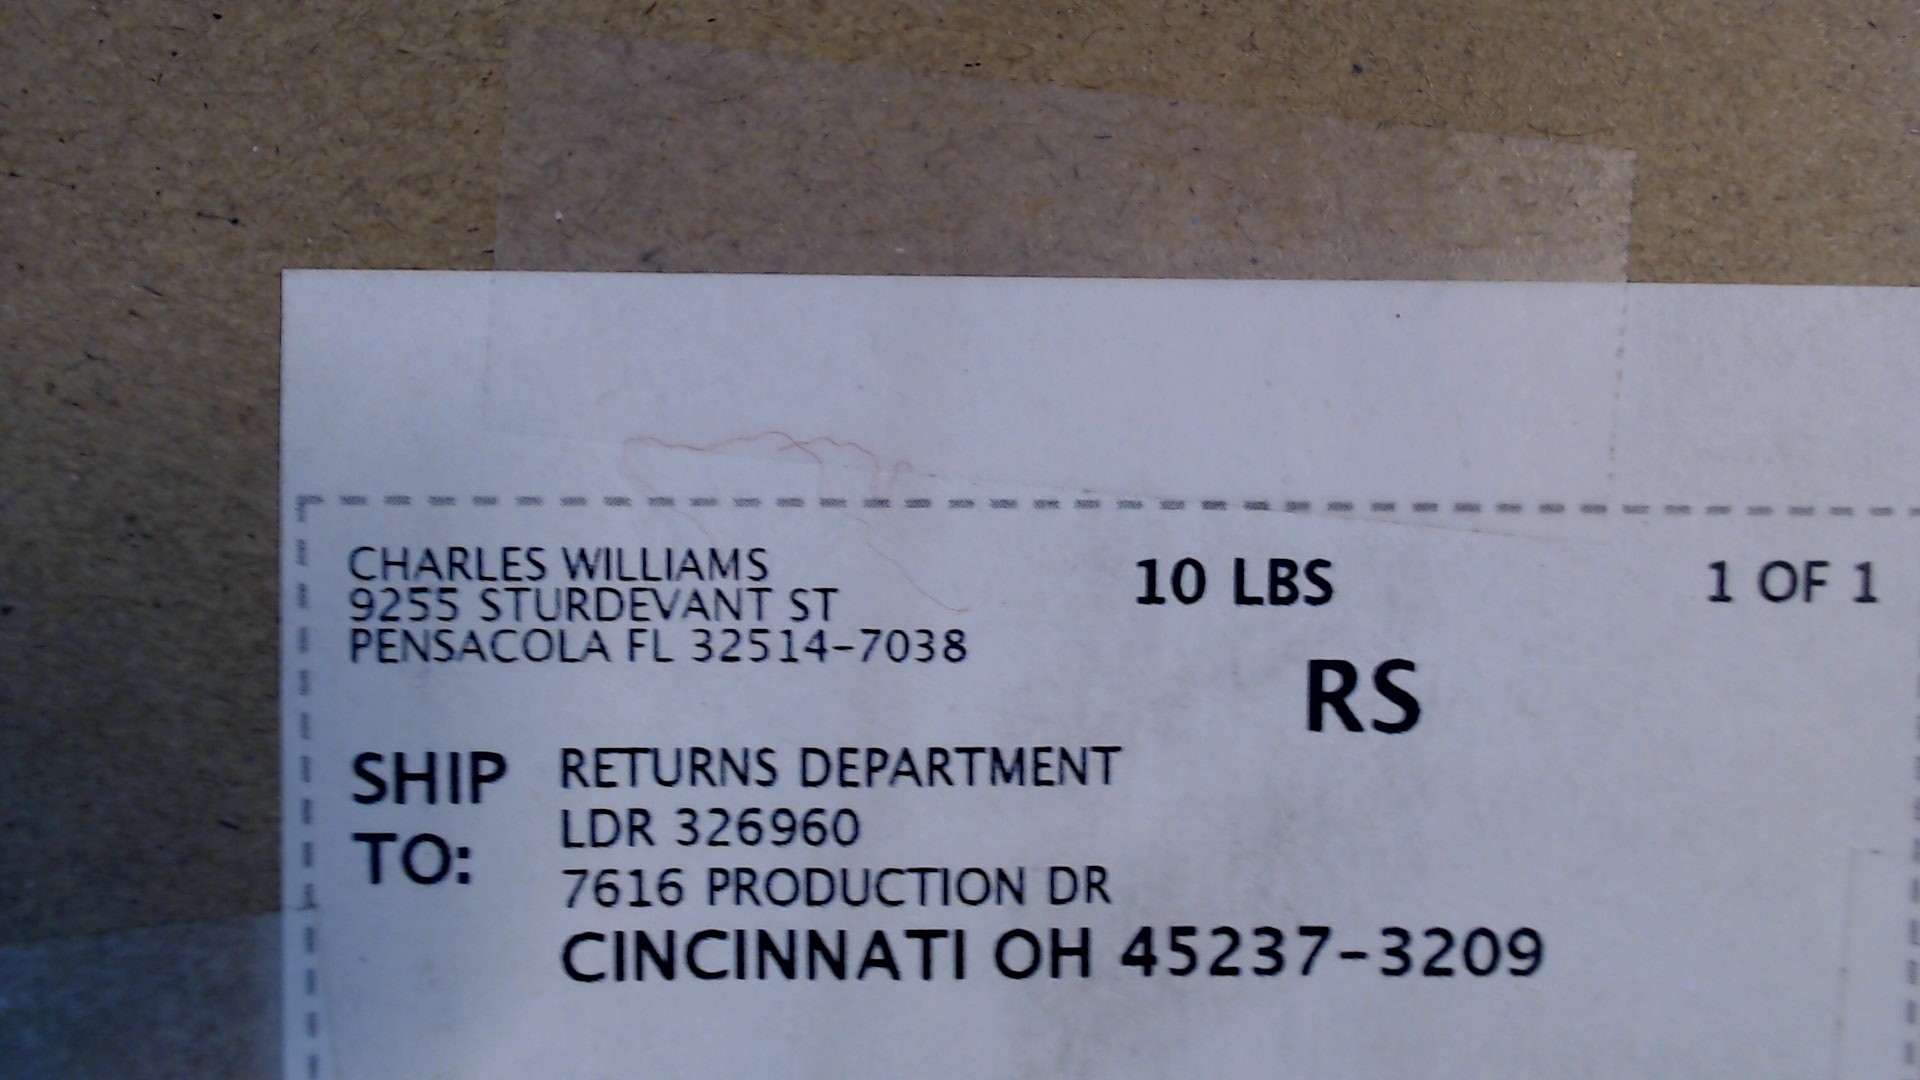 CHARLES WILLIAMS
9255 STURDEVANT ST
PENSACOLA FL 32514-7038
10 LBS
1 OF 1
RS
SHIP TO:
RETURNS DEPARTMENT
LDR 326960
7616 PRODUCTION DR
CINCINNATI OH 45237-3209